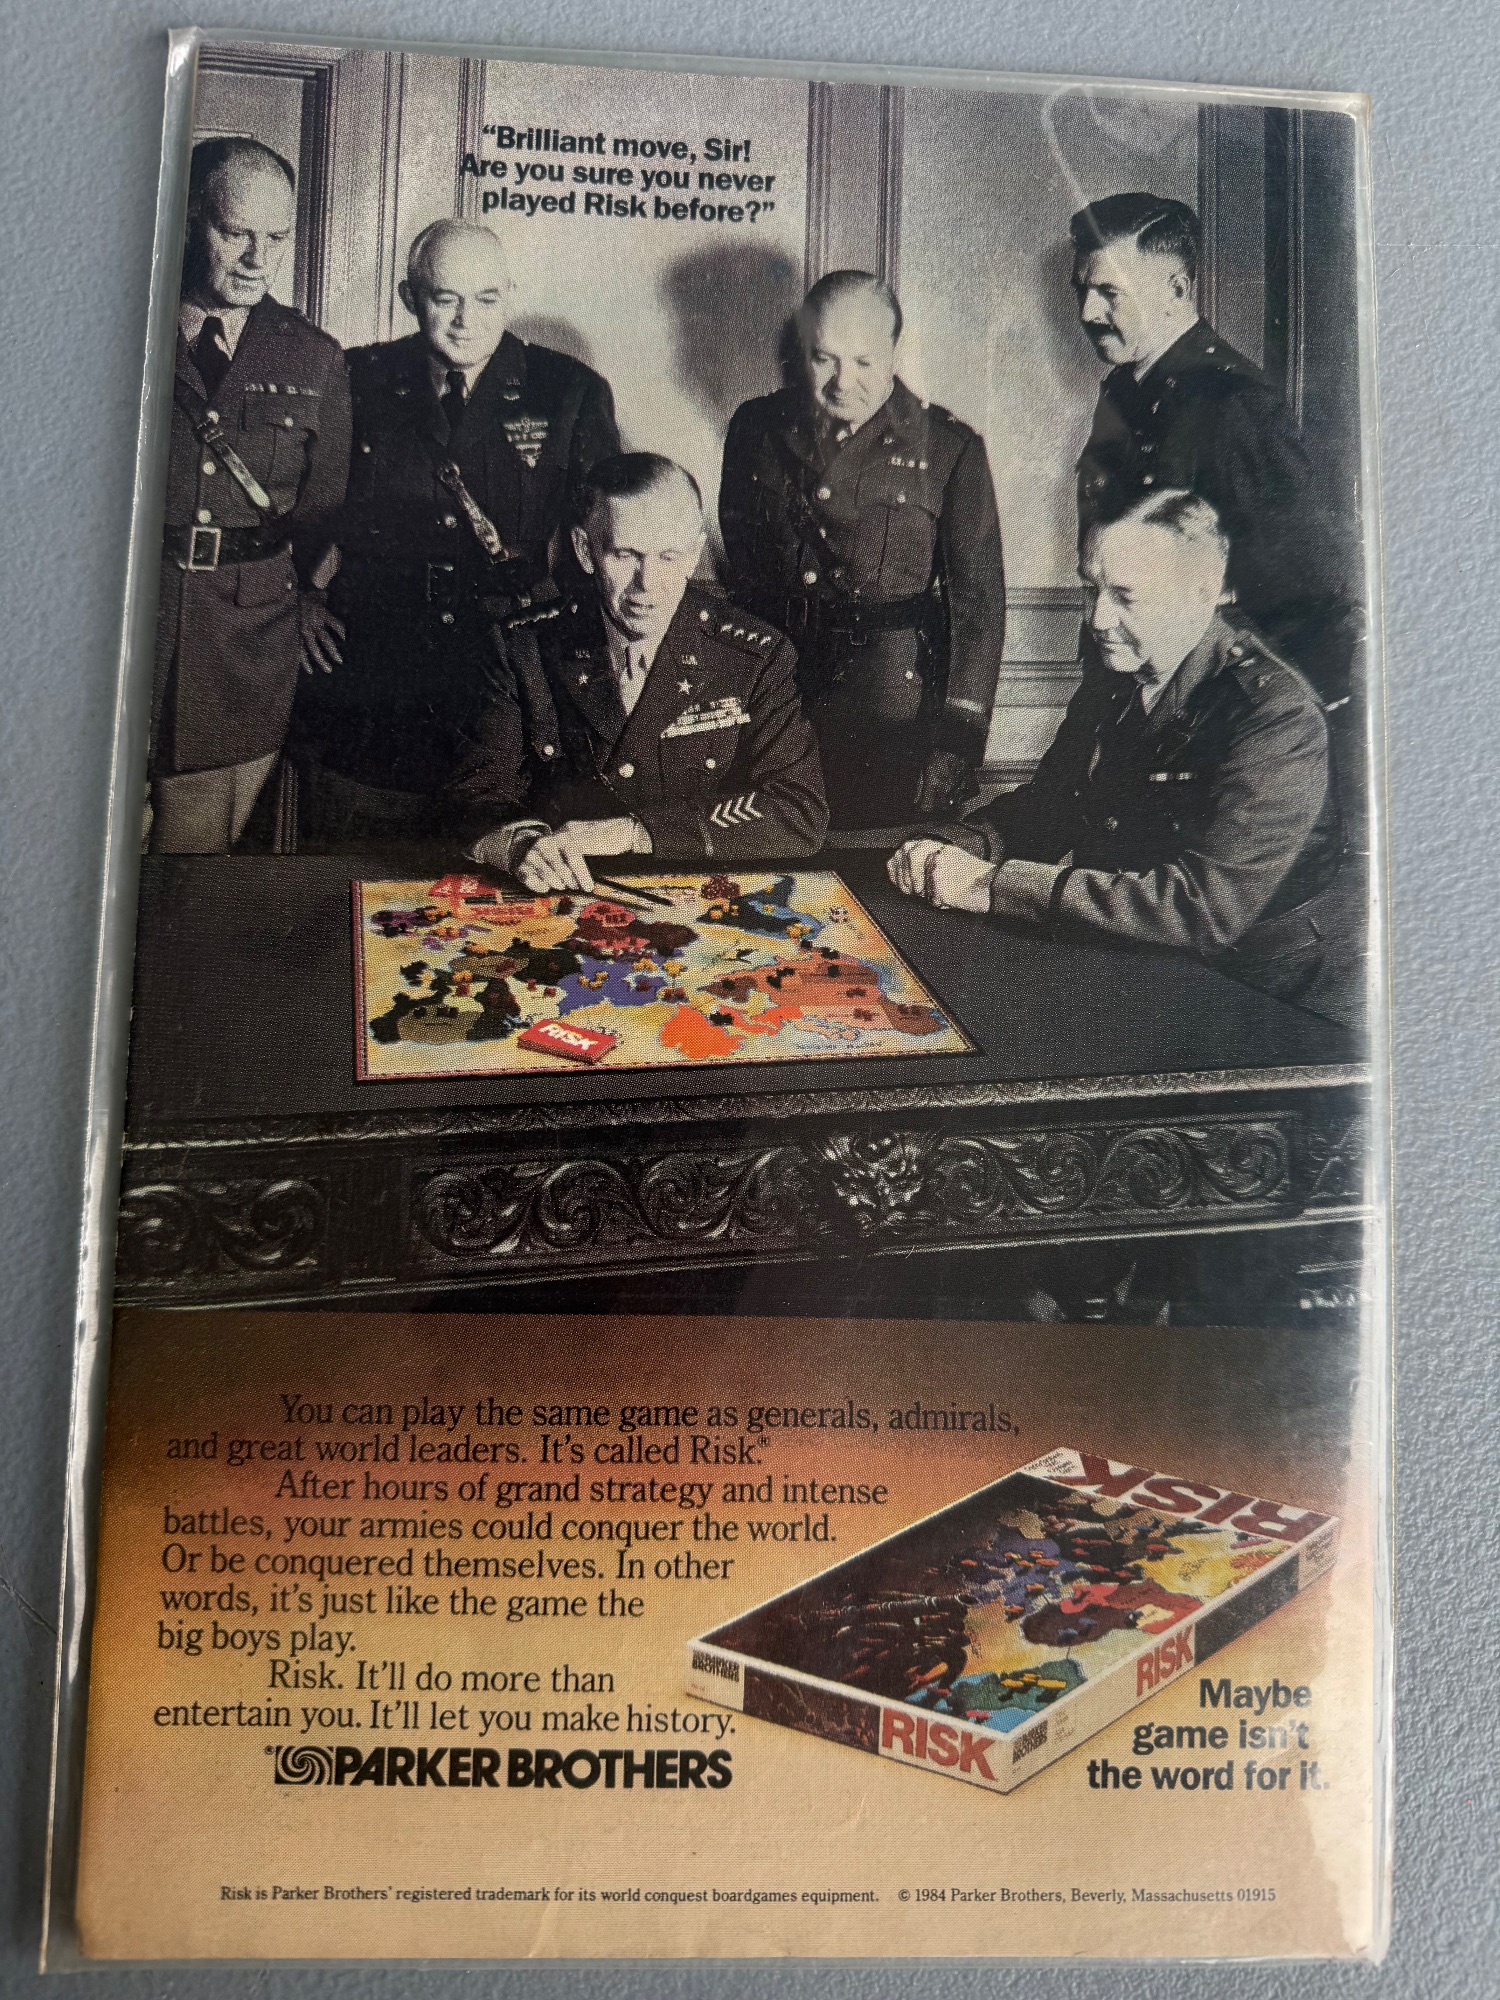 “Brilliant move, Sir!
Are you sure you never
played Risk before?”
RISK
You can play the same game as generals, admirals,
and great world leaders. It's called Risk.®
After hours of grand strategy and intense
battles, your armies could conquer the world.
Or be conquered themselves. In other
words, it's just like the game the
big boys play.
Risk. It'll do more than
entertain you. It'll let you make history.
PARKER BROTHERS
RISK
PARKER BROTHERS
RISK
RISK
Maybe
game isn't
the word for it.
Risk is Parker Brothers' registered trademark for its world conquest boardgames equipment. © 1984 Parker Brothers, Beverly, Massachusetts 01915